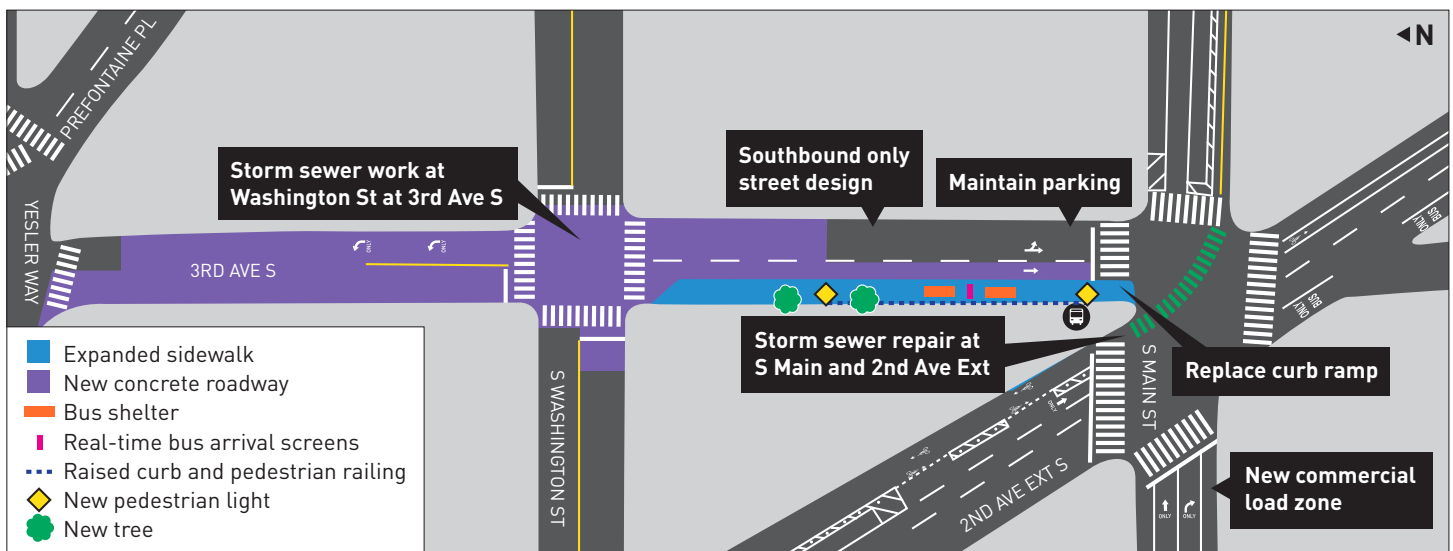 PREFONTAINE PL
N
Storm sewer work at
Washington St at 3rd Ave S
Southbound only
street design
Maintain parking
YESLER WAY
3RD AVE S
ONLY
ONLY
BUS
ONLY
BUS
ONLY
Storm sewer repair at
S Main and 2nd Ave Ext
Replace curb ramp
S MAIN ST
S WASHINGTON ST
2ND AVE EXT S
ONLY
New commercial
load zone
ONLY
ONLY
Expanded sidewalk
New concrete roadway
Bus shelter
Real-time bus arrival screens
Raised curb and pedestrian railing
New pedestrian light
New tree